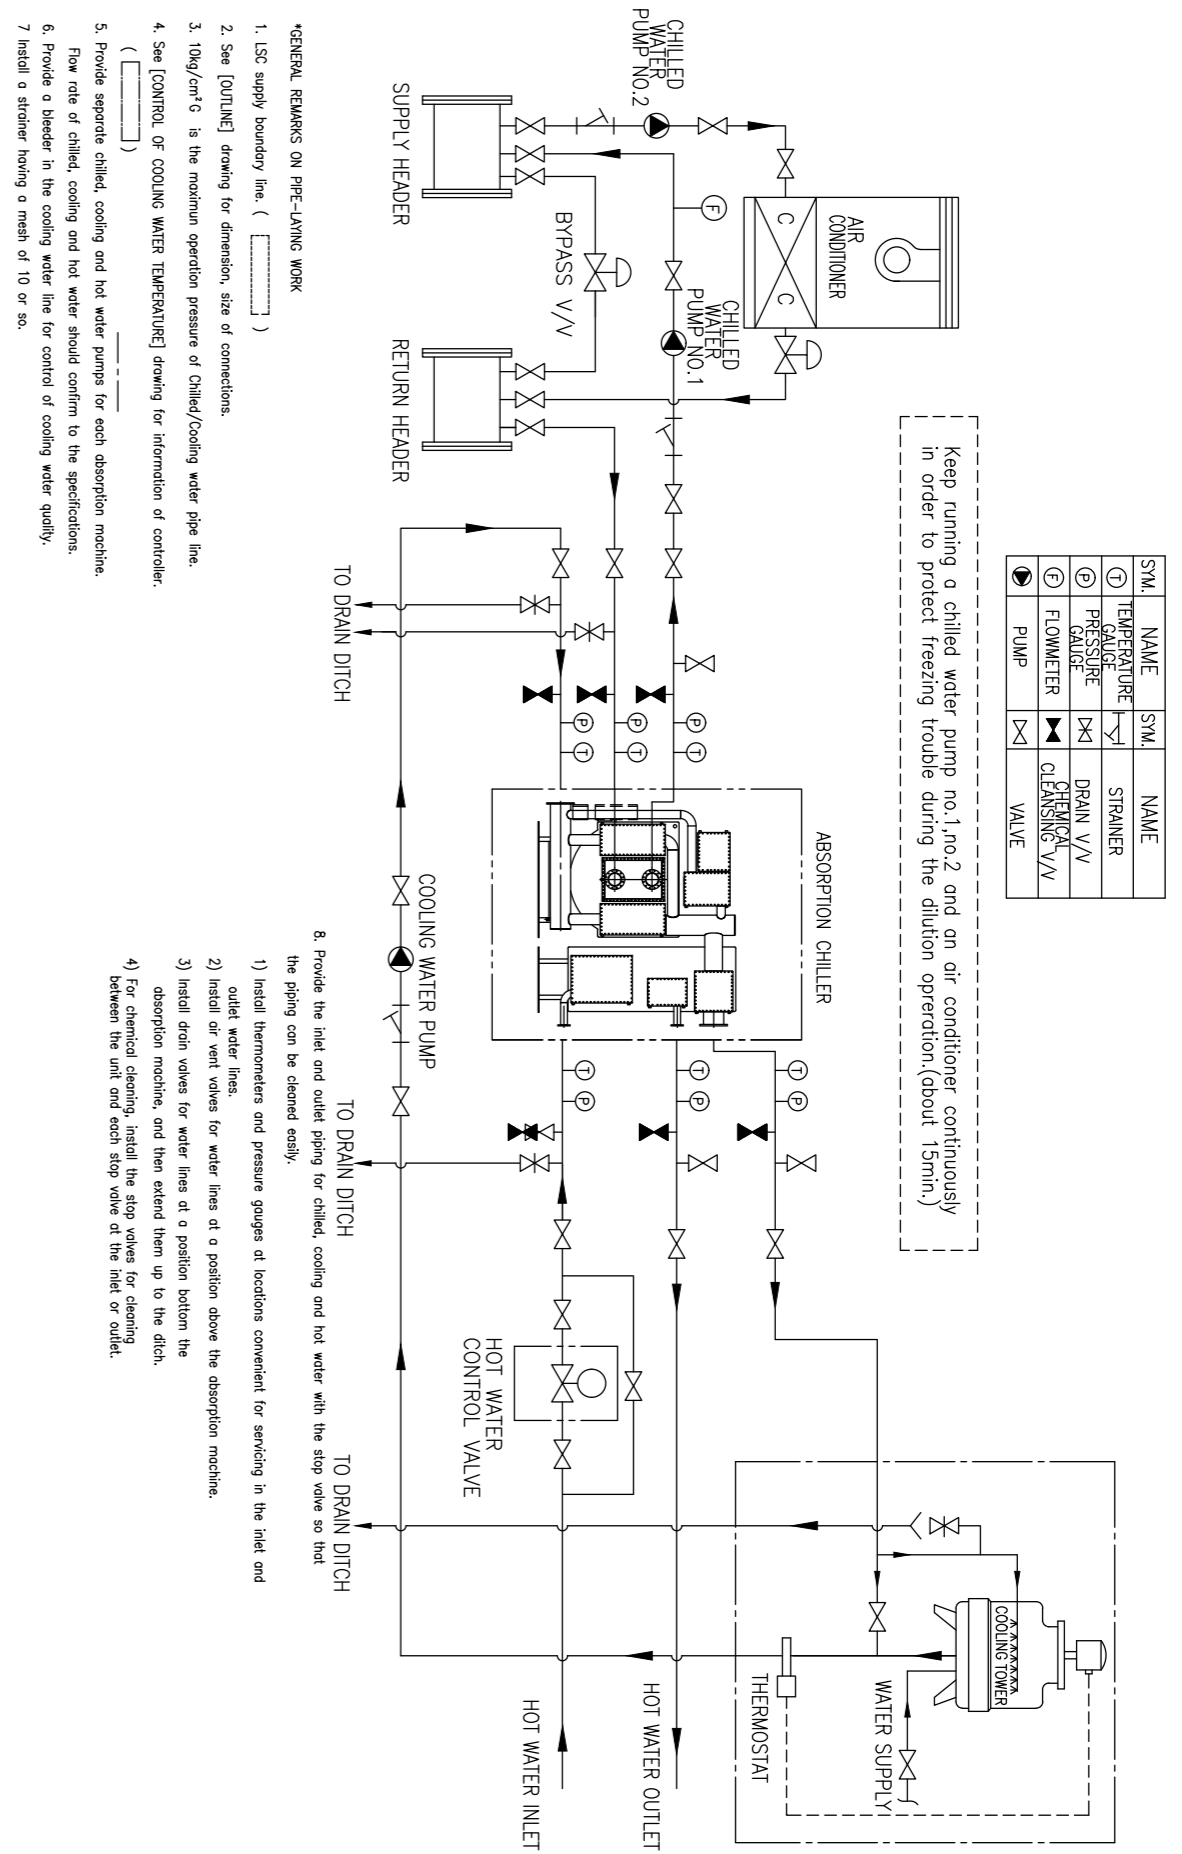 SYM. NAME SYM. NAME
T TEMPERATURE GAUGE STRAINER
P PRESSURE GAUGE DRAIN V/V
F FLOWMETER CHEMICAL CLEANSING V/V
PUMP VALVE
Keep running a chilled water pump no.1,no.2 and an air conditioner continuously
in order to protect freezing trouble during the dilution opreration.(about 15min.)
AIR
CONDITIONER
C
C
CHILLED
WATER
PUMP NO.2
CHILLED
WATER
PUMP NO.1
F
BYPASS V/V
SUPPLY HEADER
RETURN HEADER
ABSORPTION CHILLER
P
T
P
T
P
T
T
P
T
P
T
P
TO DRAIN DITCH
COOLING WATER PUMP
TO DRAIN DITCH
HOT WATER
CONTROL VALVE
TO DRAIN DITCH
COOLING TOWER
WATER SUPPLY
THERMOSTAT
HOT WATER OUTLET
HOT WATER INLET
*GENERAL REMARKS ON PIPE-LAYING WORK
1. LSC supply boundary line. ( )
2. See [OUTLINE] drawing for dimension, size of connections.
3. 10kg/cm²G is the maximun operation pressure of Chilled/Cooling water pipe line.
4. See [CONTROL OF COOLING WATER TEMPERATURE] drawing for information of controller.
( )
5. Provide separate chilled, cooling and hot water pumps for each absorption machine.
Flow rate of chilled, cooling and hot water should confirm to the specifications.
6. Provide a bleeder in the cooling water line for control of cooling water quality.
7 Install a strainer having a mesh of 10 or so.
8. Provide the inlet and outlet piping for chilled, cooling and hot water with the stop valve so that
the piping can be cleaned easily.
1) Install thermometers and pressure gauges at locations convenient for servicing in the inlet and
outlet water lines.
2) Install air vent valves for water lines at a position above the absorption machine.
3) Install drain valves for water lines at a position bottom the
absorption machine, and then extend them up to the ditch.
4) For chemical cleaning, install the stop valves for cleaning
between the unit and each stop valve at the inlet or outlet.